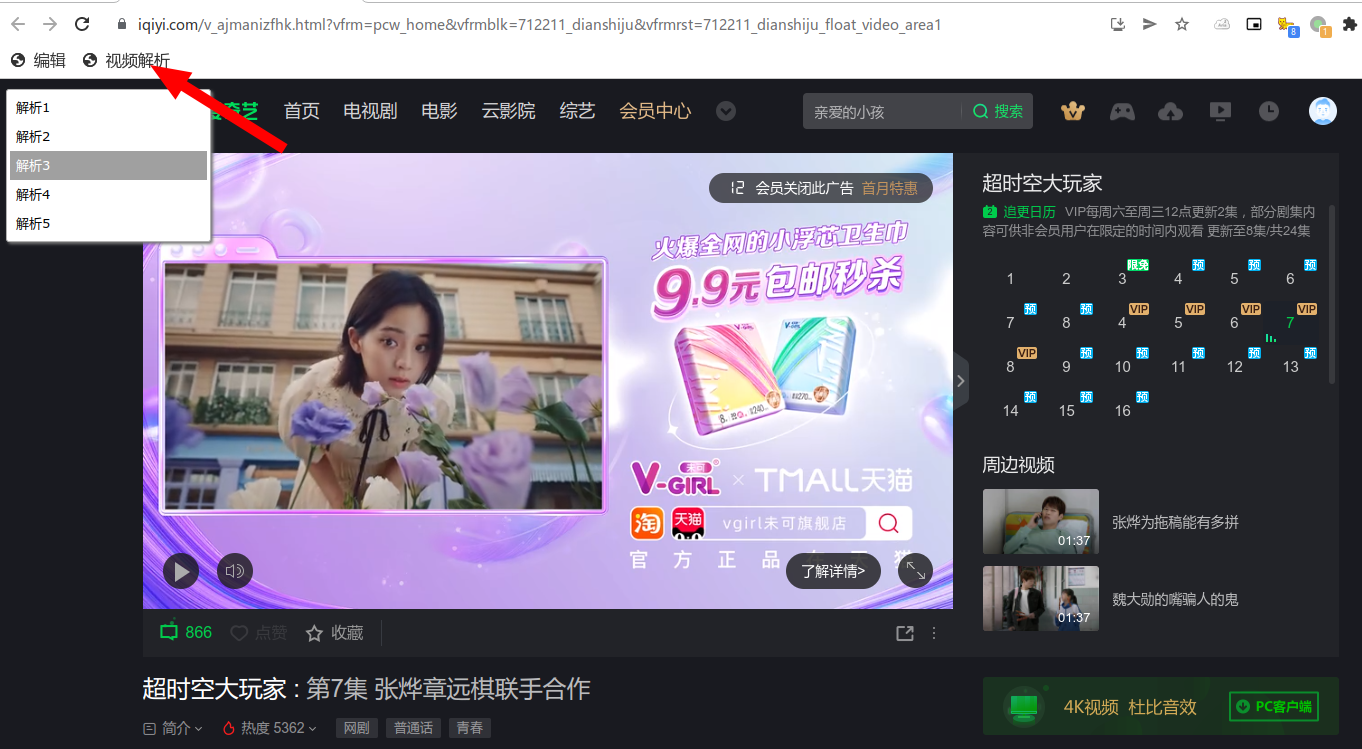 iqiyi.com/v_ajmanizfhk.html?vfrm=pcw_home&vfrmblk=712211_dianshiju&vfrmrst=712211_dianshiju_float_video_area1
8
1
编辑 视频解析
解析1
解析2
解析3
解析4
解析5
奇艺 首页 电视剧 电影 云影院 综艺 会员中心 亲爱的小孩 搜索
12 会员关闭此广告 首月特惠
火爆全网的小浮芯卫生巾
9.9元包邮秒杀
V-GIRL
V-GIRL
V-GIRL 未可 × TMALL天猫
淘 天猫 vgirl未可旗舰店
官方正品
了解详情>
866 点赞 收藏
超时空大玩家 : 第7集 张烨章远棋联手合作
简介 热度 5362 网剧 普通话 青春
超时空大玩家
2 追更日历 VIP每周六至周三12点更新2集，部分剧集内
容可供非会员用户在限定的时间内观看 更新至8集/共24集
1 2 3 限免 4 预 5 预 6 预
7 预 8 预 4 VIP 5 VIP 6 VIP 7 VIP
8 VIP 9 预 10 预 11 预 12 预 13 预
14 预 15 预 16 预
周边视频
01:37 张烨为拖稿能有多拼
01:37 魏大勋的嘴骗人的鬼
4K视频 杜比音效 PC客户端